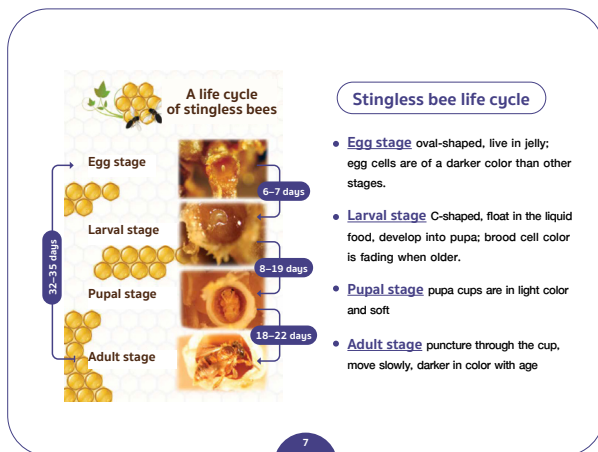 A life cycle
of stingless bees
Egg stage
6–7 days
Larval stage
8–19 days
32–35 days
Pupal stage
18–22 days
Adult stage
Stingless bee life cycle
• Egg stage oval-shaped, live in jelly;
egg cells are of a darker color than other
stages.
• Larval stage C-shaped, float in the liquid
food, develop into pupa; brood cell color
is fading when older.
• Pupal stage pupa cups are in light color
and soft
• Adult stage puncture through the cup,
move slowly, darker in color with age
7